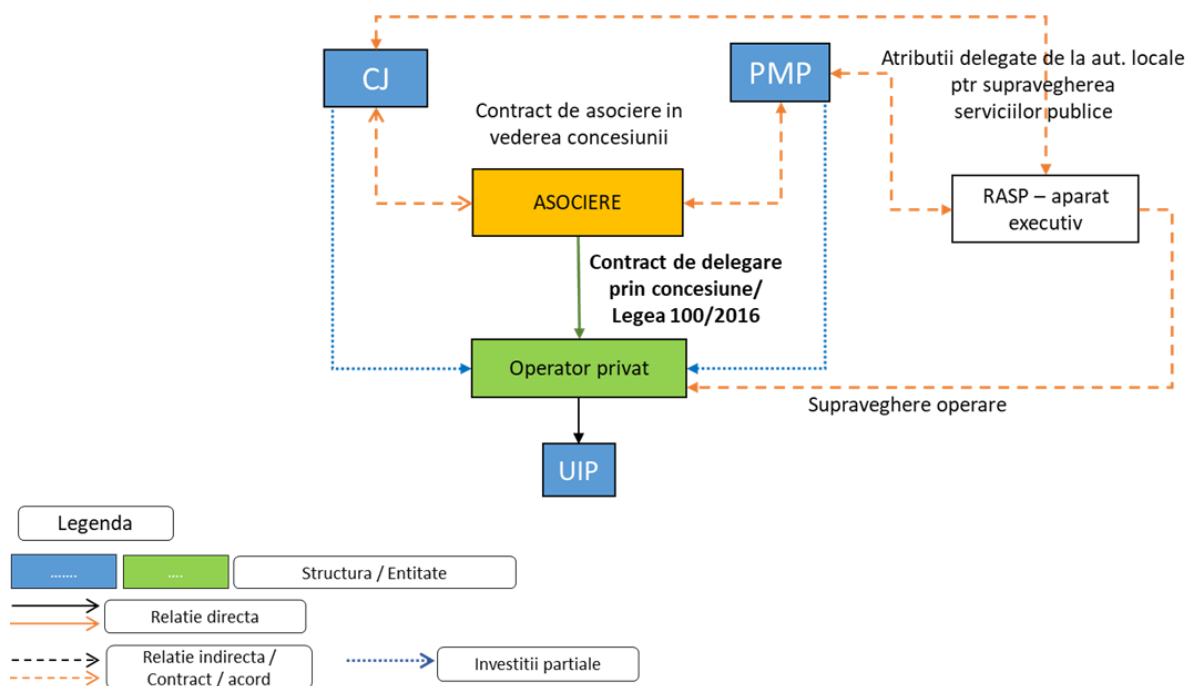 CJ
PMP
Atributii delegate de la aut. locale
ptr supravegherea
serviciilor publice
Contract de asociere in
vederea concesiunii
ASOCIERE
RASP – aparat
executiv
Contract de delegare
prin concesiune/
Legea 100/2016
Operator privat
Supraveghere operare
UIP
Legenda
.......
....
Structura / Entitate
Relatie directa
Relatie indirecta /
Contract / acord
Investitii partiale